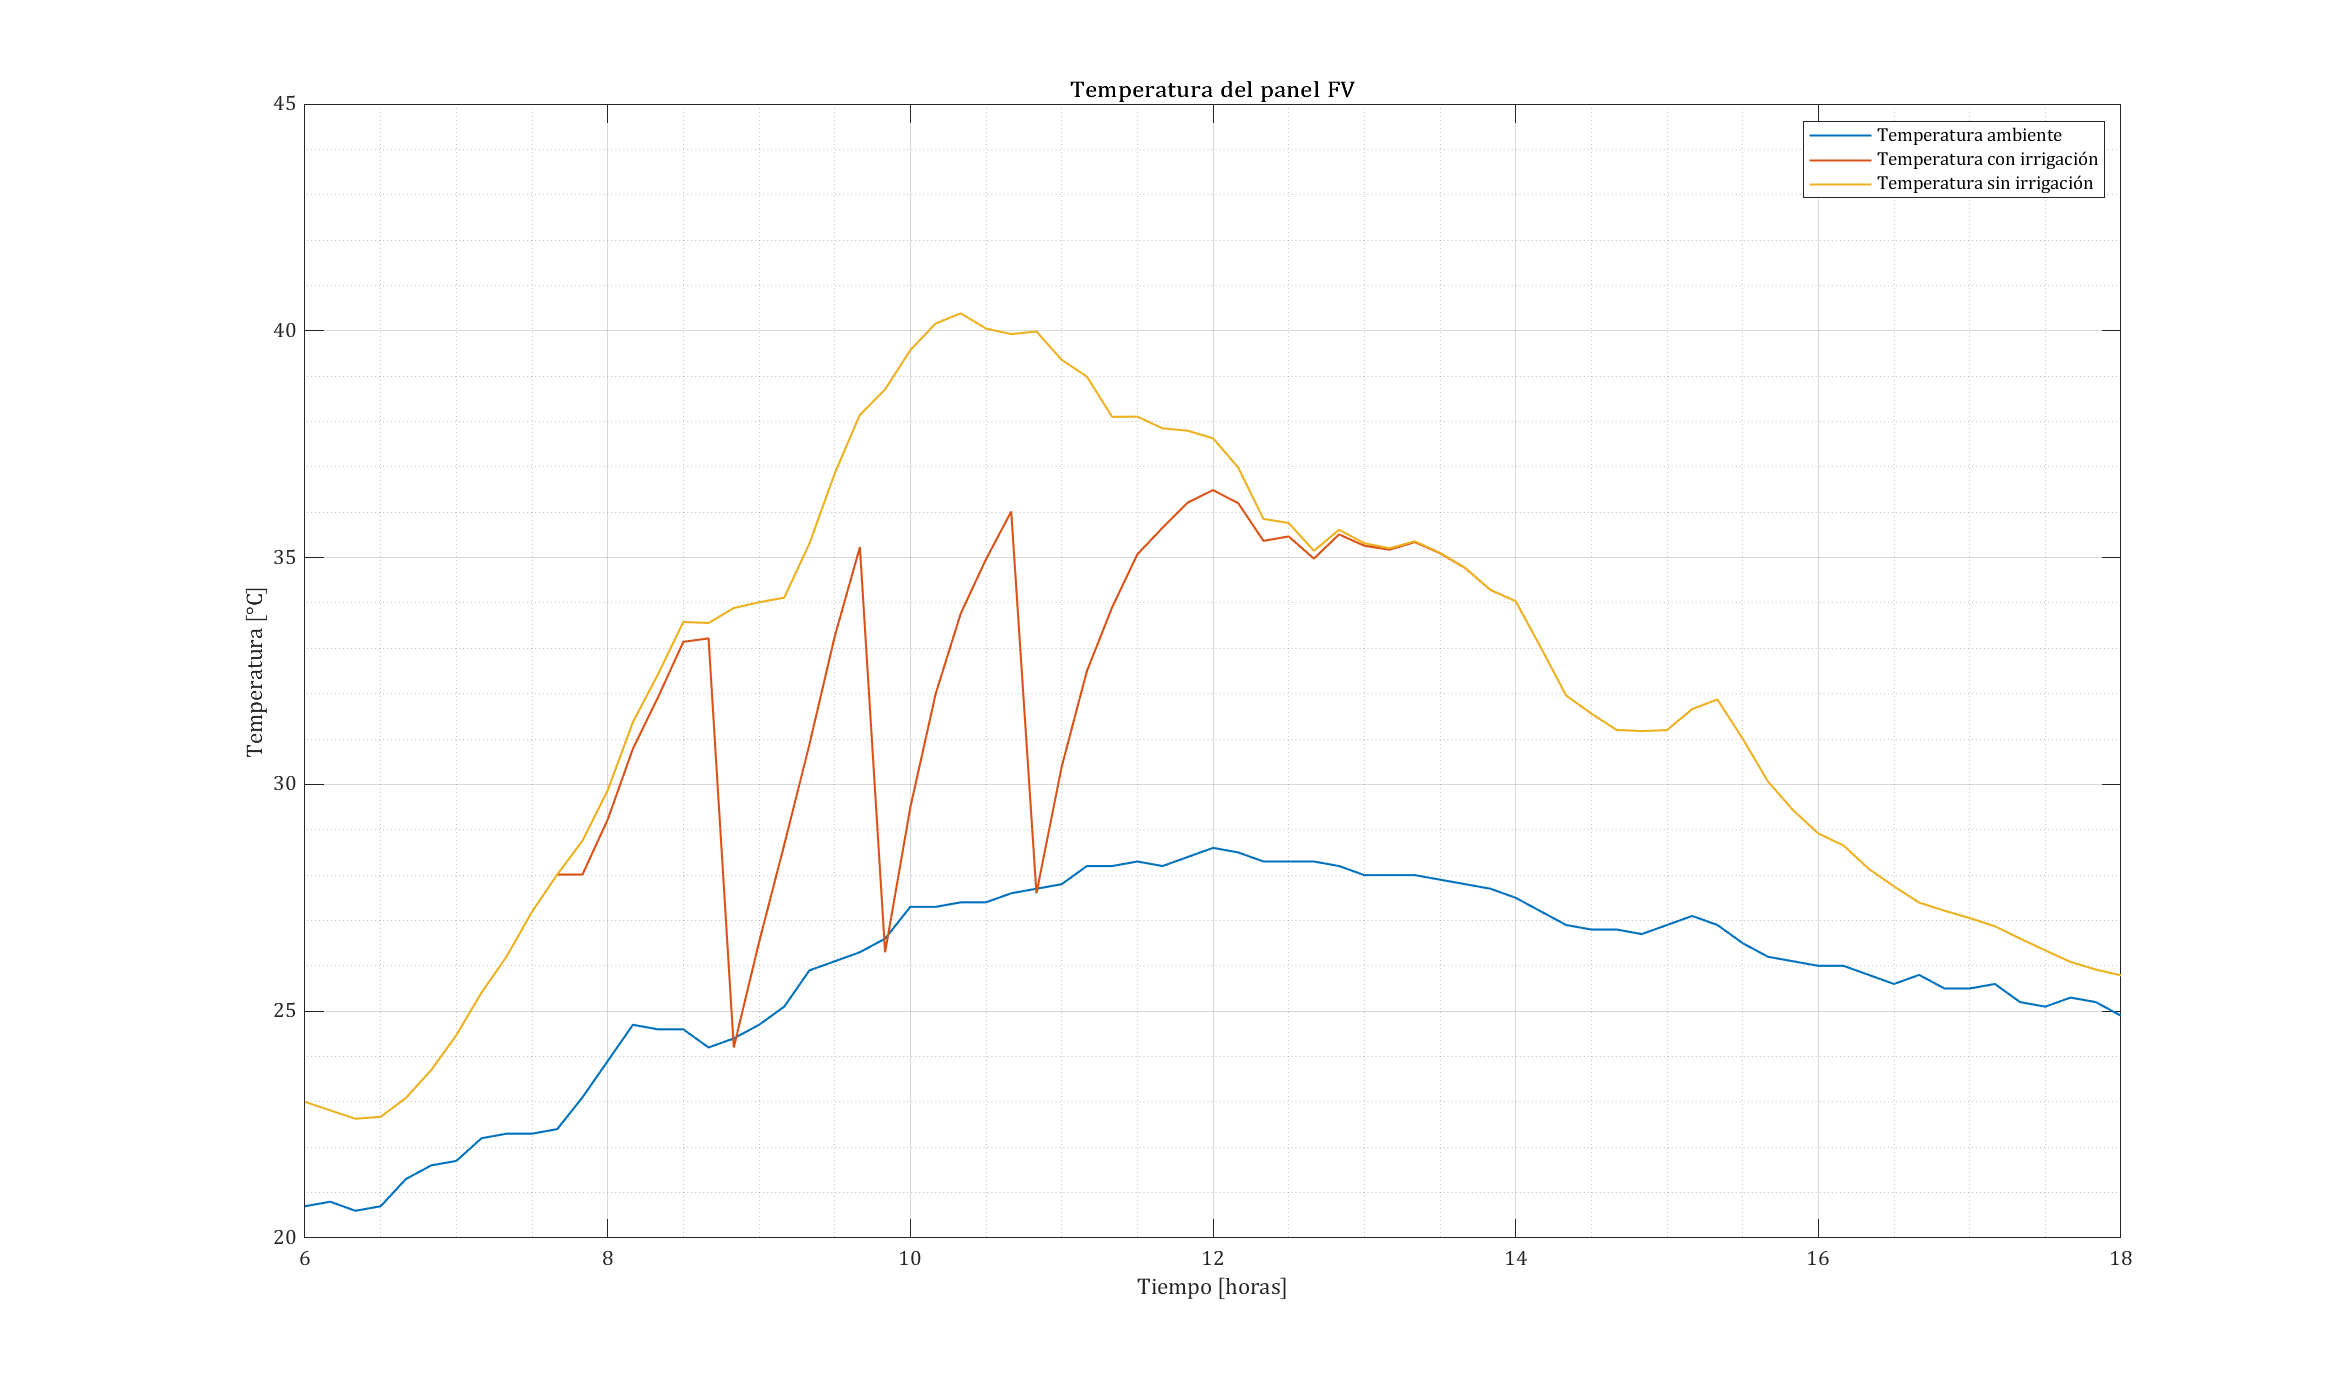 Temperatura del panel FV
45
40
35
30
25
20
Temperatura [°C]
Temperatura ambiente
Temperatura con irrigación
Temperatura sin irrigación
6 8 10 12 14 16 18
Tiempo [horas]